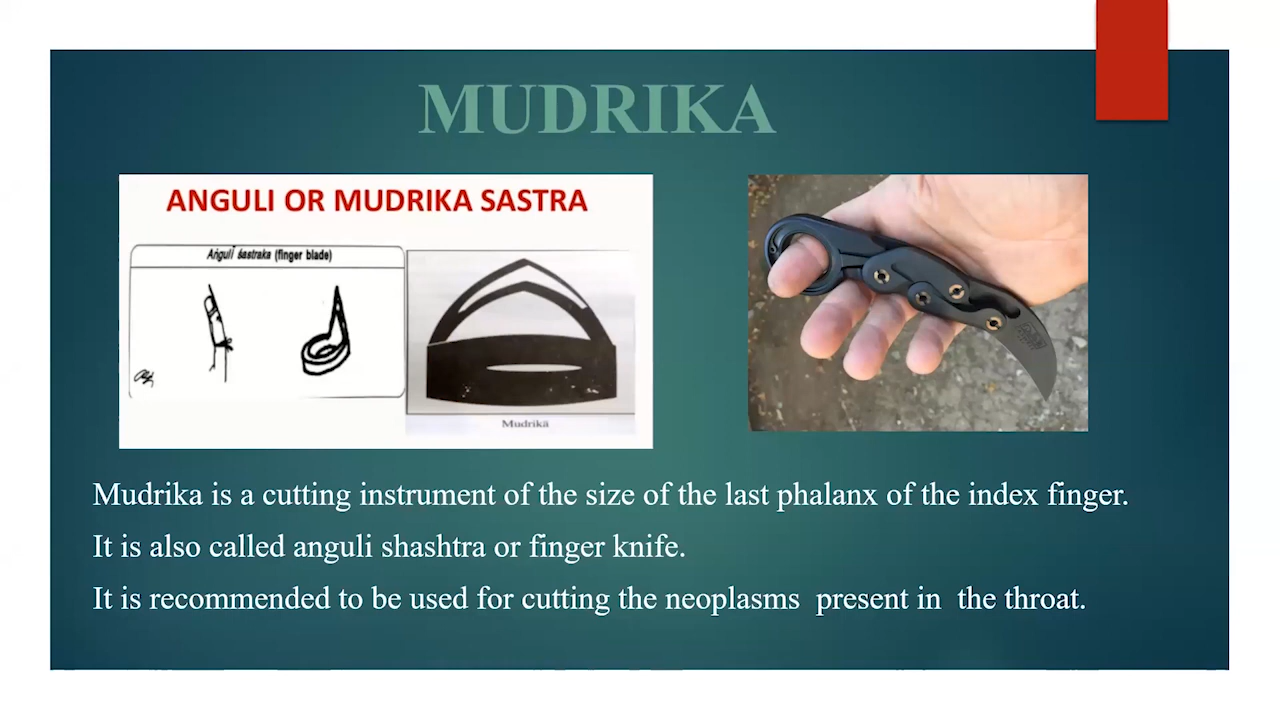 MUDRIKA
ANGULI OR MUDRIKA SASTRA
Aṅgulī śastraka (finger blade)
Mudrikā
Mudrika is a cutting instrument of the size of the last phalanx of the index finger.
It is also called anguli shashtra or finger knife.
It is recommended to be used for cutting the neoplasms present in the throat.